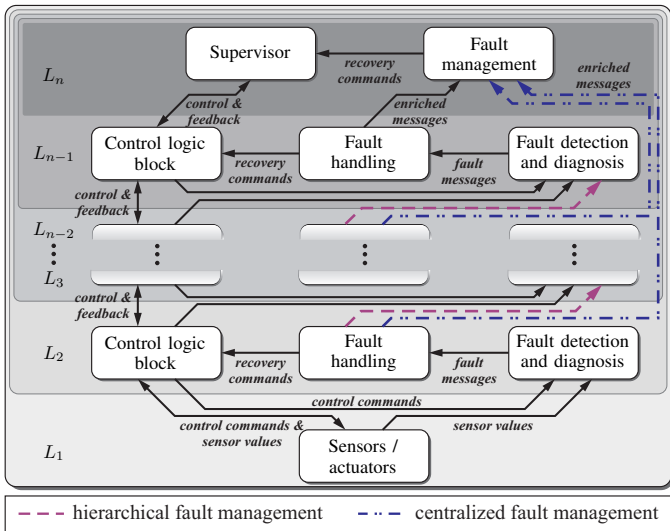 Supervisor
Fault
management
L_n
recovery
commands
enriched
messages
control &
feedback
enriched
messages
L_{n−1}
Control logic
block
Fault
handling
Fault detection
and diagnosis
recovery
commands
fault
messages
control &
feedback
L_{n−2}
⋮
⋮
⋮
⋮
L_3
control &
feedback
L_2
Control logic
block
Fault
handling
Fault detection
and diagnosis
recovery
commands
fault
messages
control commands
control commands &
sensor values
sensor values
L_1
Sensors /
actuators
hierarchical fault management
centralized fault management